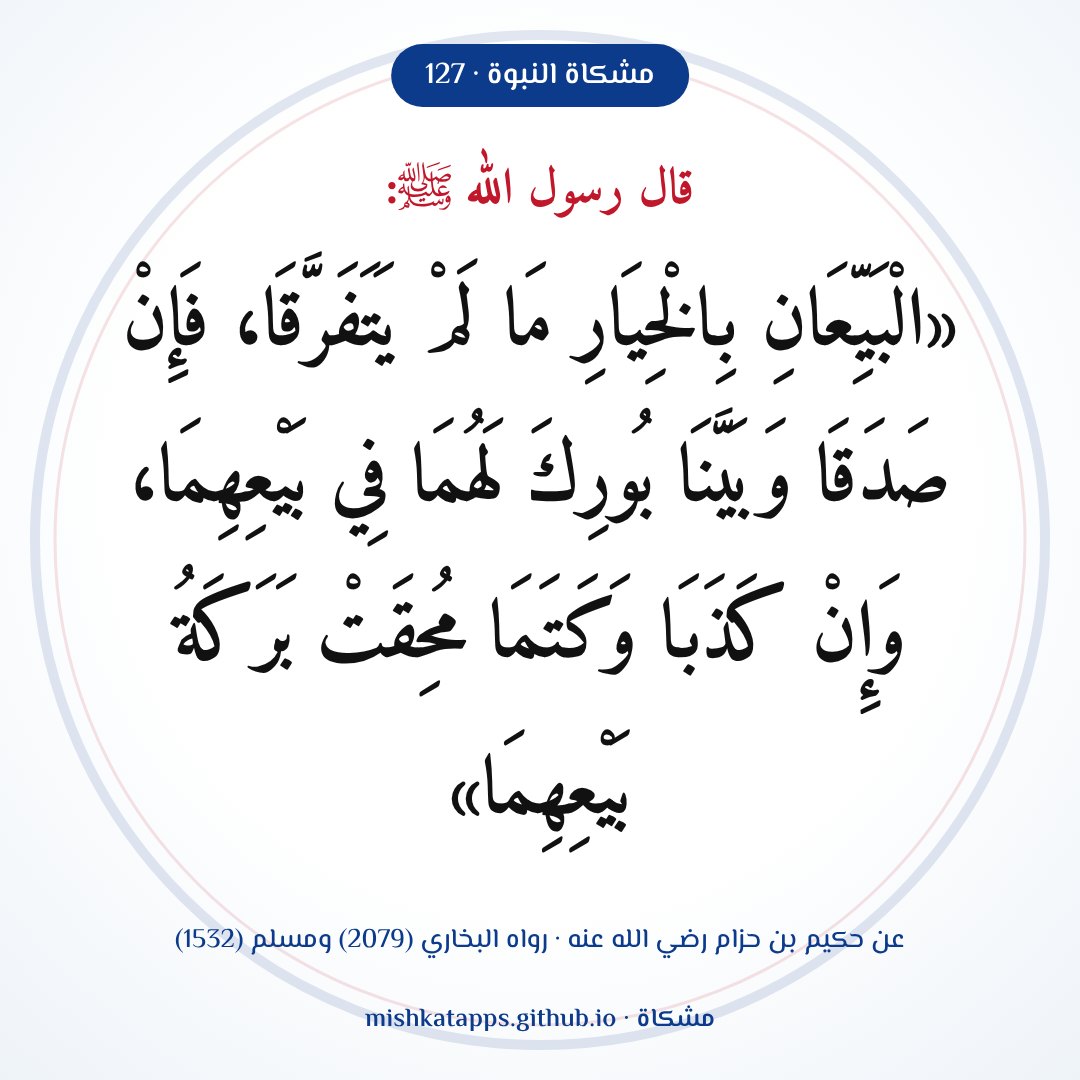 مشكاة النبوة · 127
قال رسول الله ﷺ:
«الْبَيِّعَانِ بِالْخِيَارِ مَا لَمْ يَتَفَرَّقَا، فَإِنْ
صَدَقَا وَبَيَّنَا بُورِكَ لَهُمَا فِي بَيْعِهِمَا،
وَإِنْ كَذَبَا وَكَتَمَا مُحِقَتْ بَرَكَةُ
بَيْعِهِمَا»
عن حكيم بن حزام رضي الله عنه · رواه البخاري (2079) ومسلم (1532)
مشكاة · mishkatapps.github.io